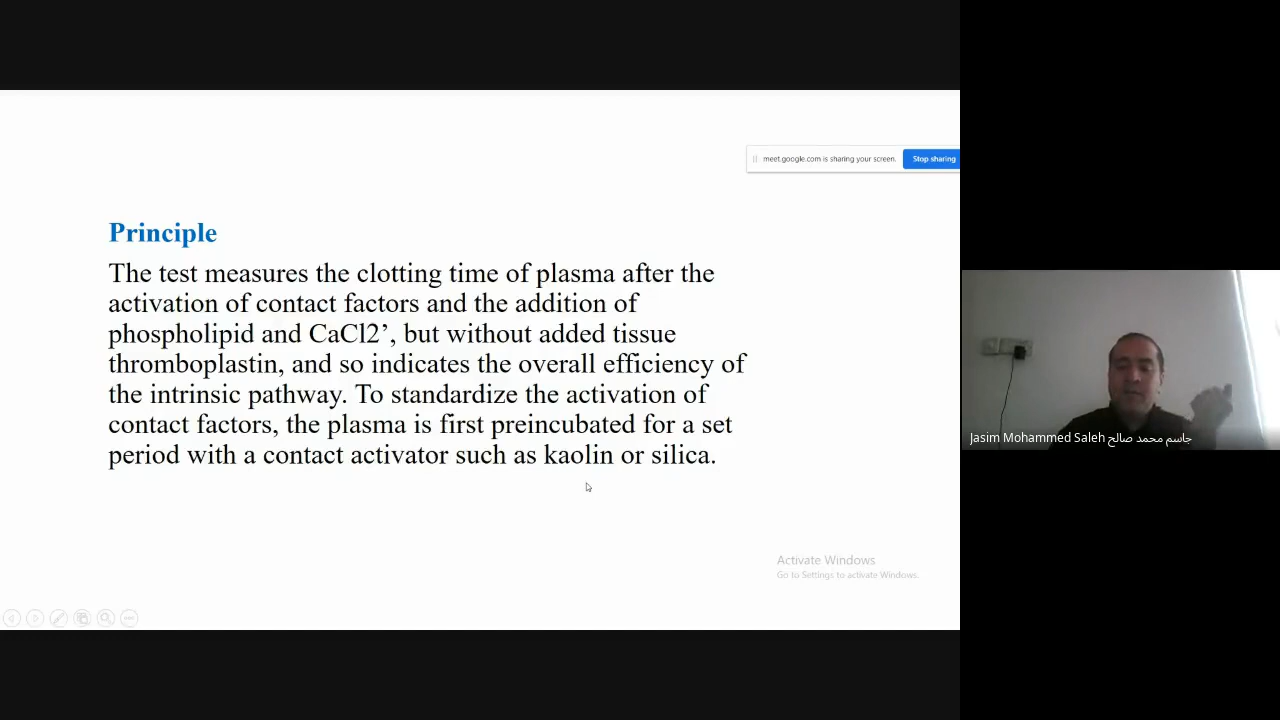 meet.google.com is sharing your screen.
Stop sharing
Principle
The test measures the clotting time of plasma after the
activation of contact factors and the addition of
phospholipid and CaCl2’, but without added tissue
thromboplastin, and so indicates the overall efficiency of
the intrinsic pathway. To standardize the activation of
contact factors, the plasma is first preincubated for a set
period with a contact activator such as kaolin or silica.
Jasim Mohammed Saleh جاسم محمد صالح
Activate Windows
Go to Settings to activate Windows.